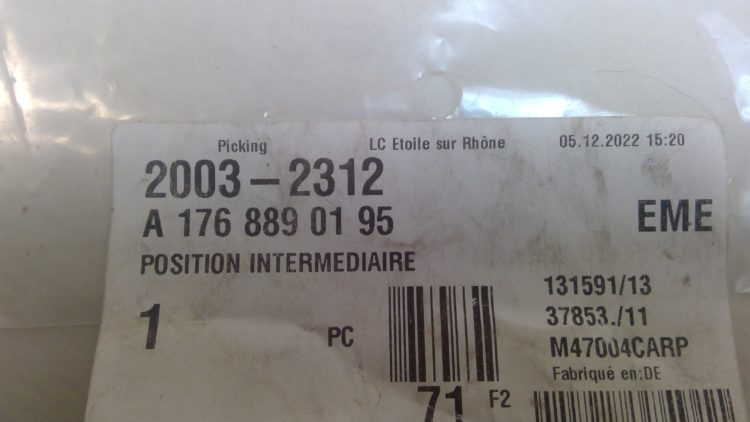 Picking LC Etoile sur Rhône 05.12.2022 15:20
2003-2312
A 176 889 01 95 EME
POSITION INTERMEDIAIRE
131591/13
1 PC 37853./11
M47004CARP
Fabriqué en:DE
71 F2